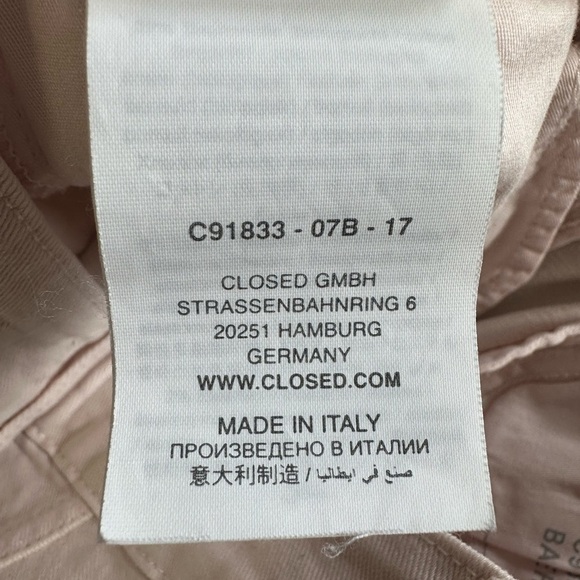 C91833 - 07B - 17
CLOSED GMBH
STRASSENBAHNRING 6
20251 HAMBURG
GERMANY
WWW.CLOSED.COM
MADE IN ITALY
ПРОИЗВЕДЕНО В ИТАЛИИ
意大利制造 / صنع في ايطاليا